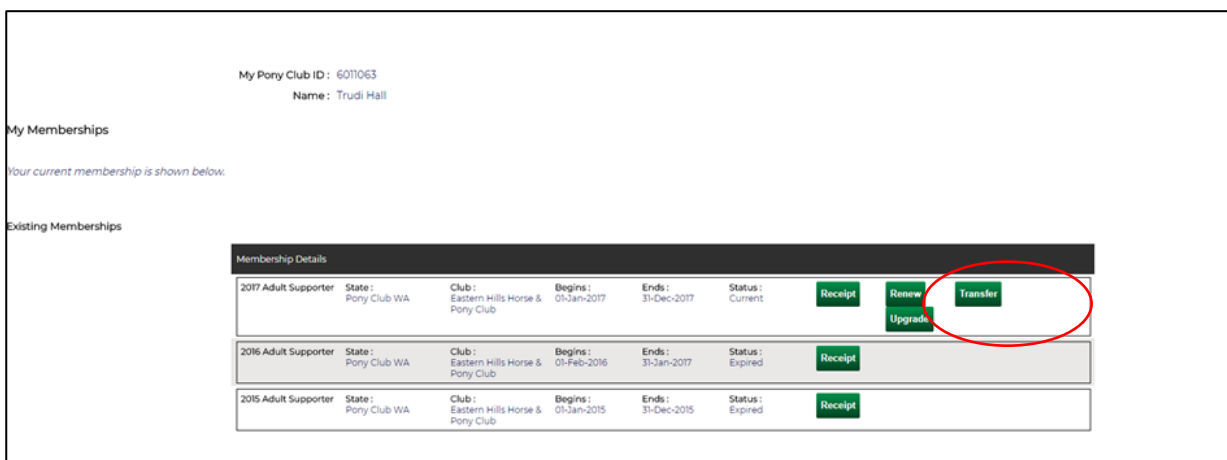 My Pony Club ID : 6011063
Name : Trudi Hall
My Memberships
Your current membership is shown below.
Existing Memberships
Membership Details
2017 Adult Supporter State : Club : Begins : Ends : Status : Receipt Renew Transfer
Pony Club WA Eastern Hills Horse & 01-Jan-2017 31-Dec-2017 Current
Pony Club Upgrade
2016 Adult Supporter State : Club : Begins : Ends : Status : Receipt
Pony Club WA Eastern Hills Horse & 01-Feb-2016 31-Jan-2017 Expired
Pony Club
2015 Adult Supporter State : Club : Begins : Ends : Status : Receipt
Pony Club WA Eastern Hills Horse & 01-Jan-2015 31-Dec-2015 Expired
Pony Club